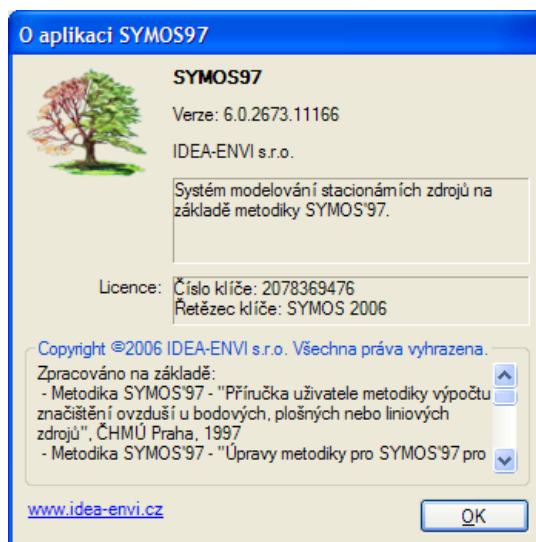 O aplikaci SYMOS97
SYMOS97
Verze: 6.0.2673.11166
IDEA-ENVI s.r.o.
Systém modelování stacionárních zdrojů na
základě metodiky SYMOS'97.
Licence:
Číslo klíče: 2078369476
Řetězec klíče: SYMOS 2006
Copyright ©2006 IDEA-ENVI s.r.o. Všechna práva vyhrazena.
Zpracováno na základě:
- Metodika SYMOS'97 - "Příručka uživatele metodiky výpočtu
značištění ovzduší u bodových, plošných nebo liniových
zdrojů", ČHMÚ Praha, 1997
- Metodika SYMOS'97 - "Úpravy metodiky pro SYMOS'97 pro
www.idea-envi.cz
OK